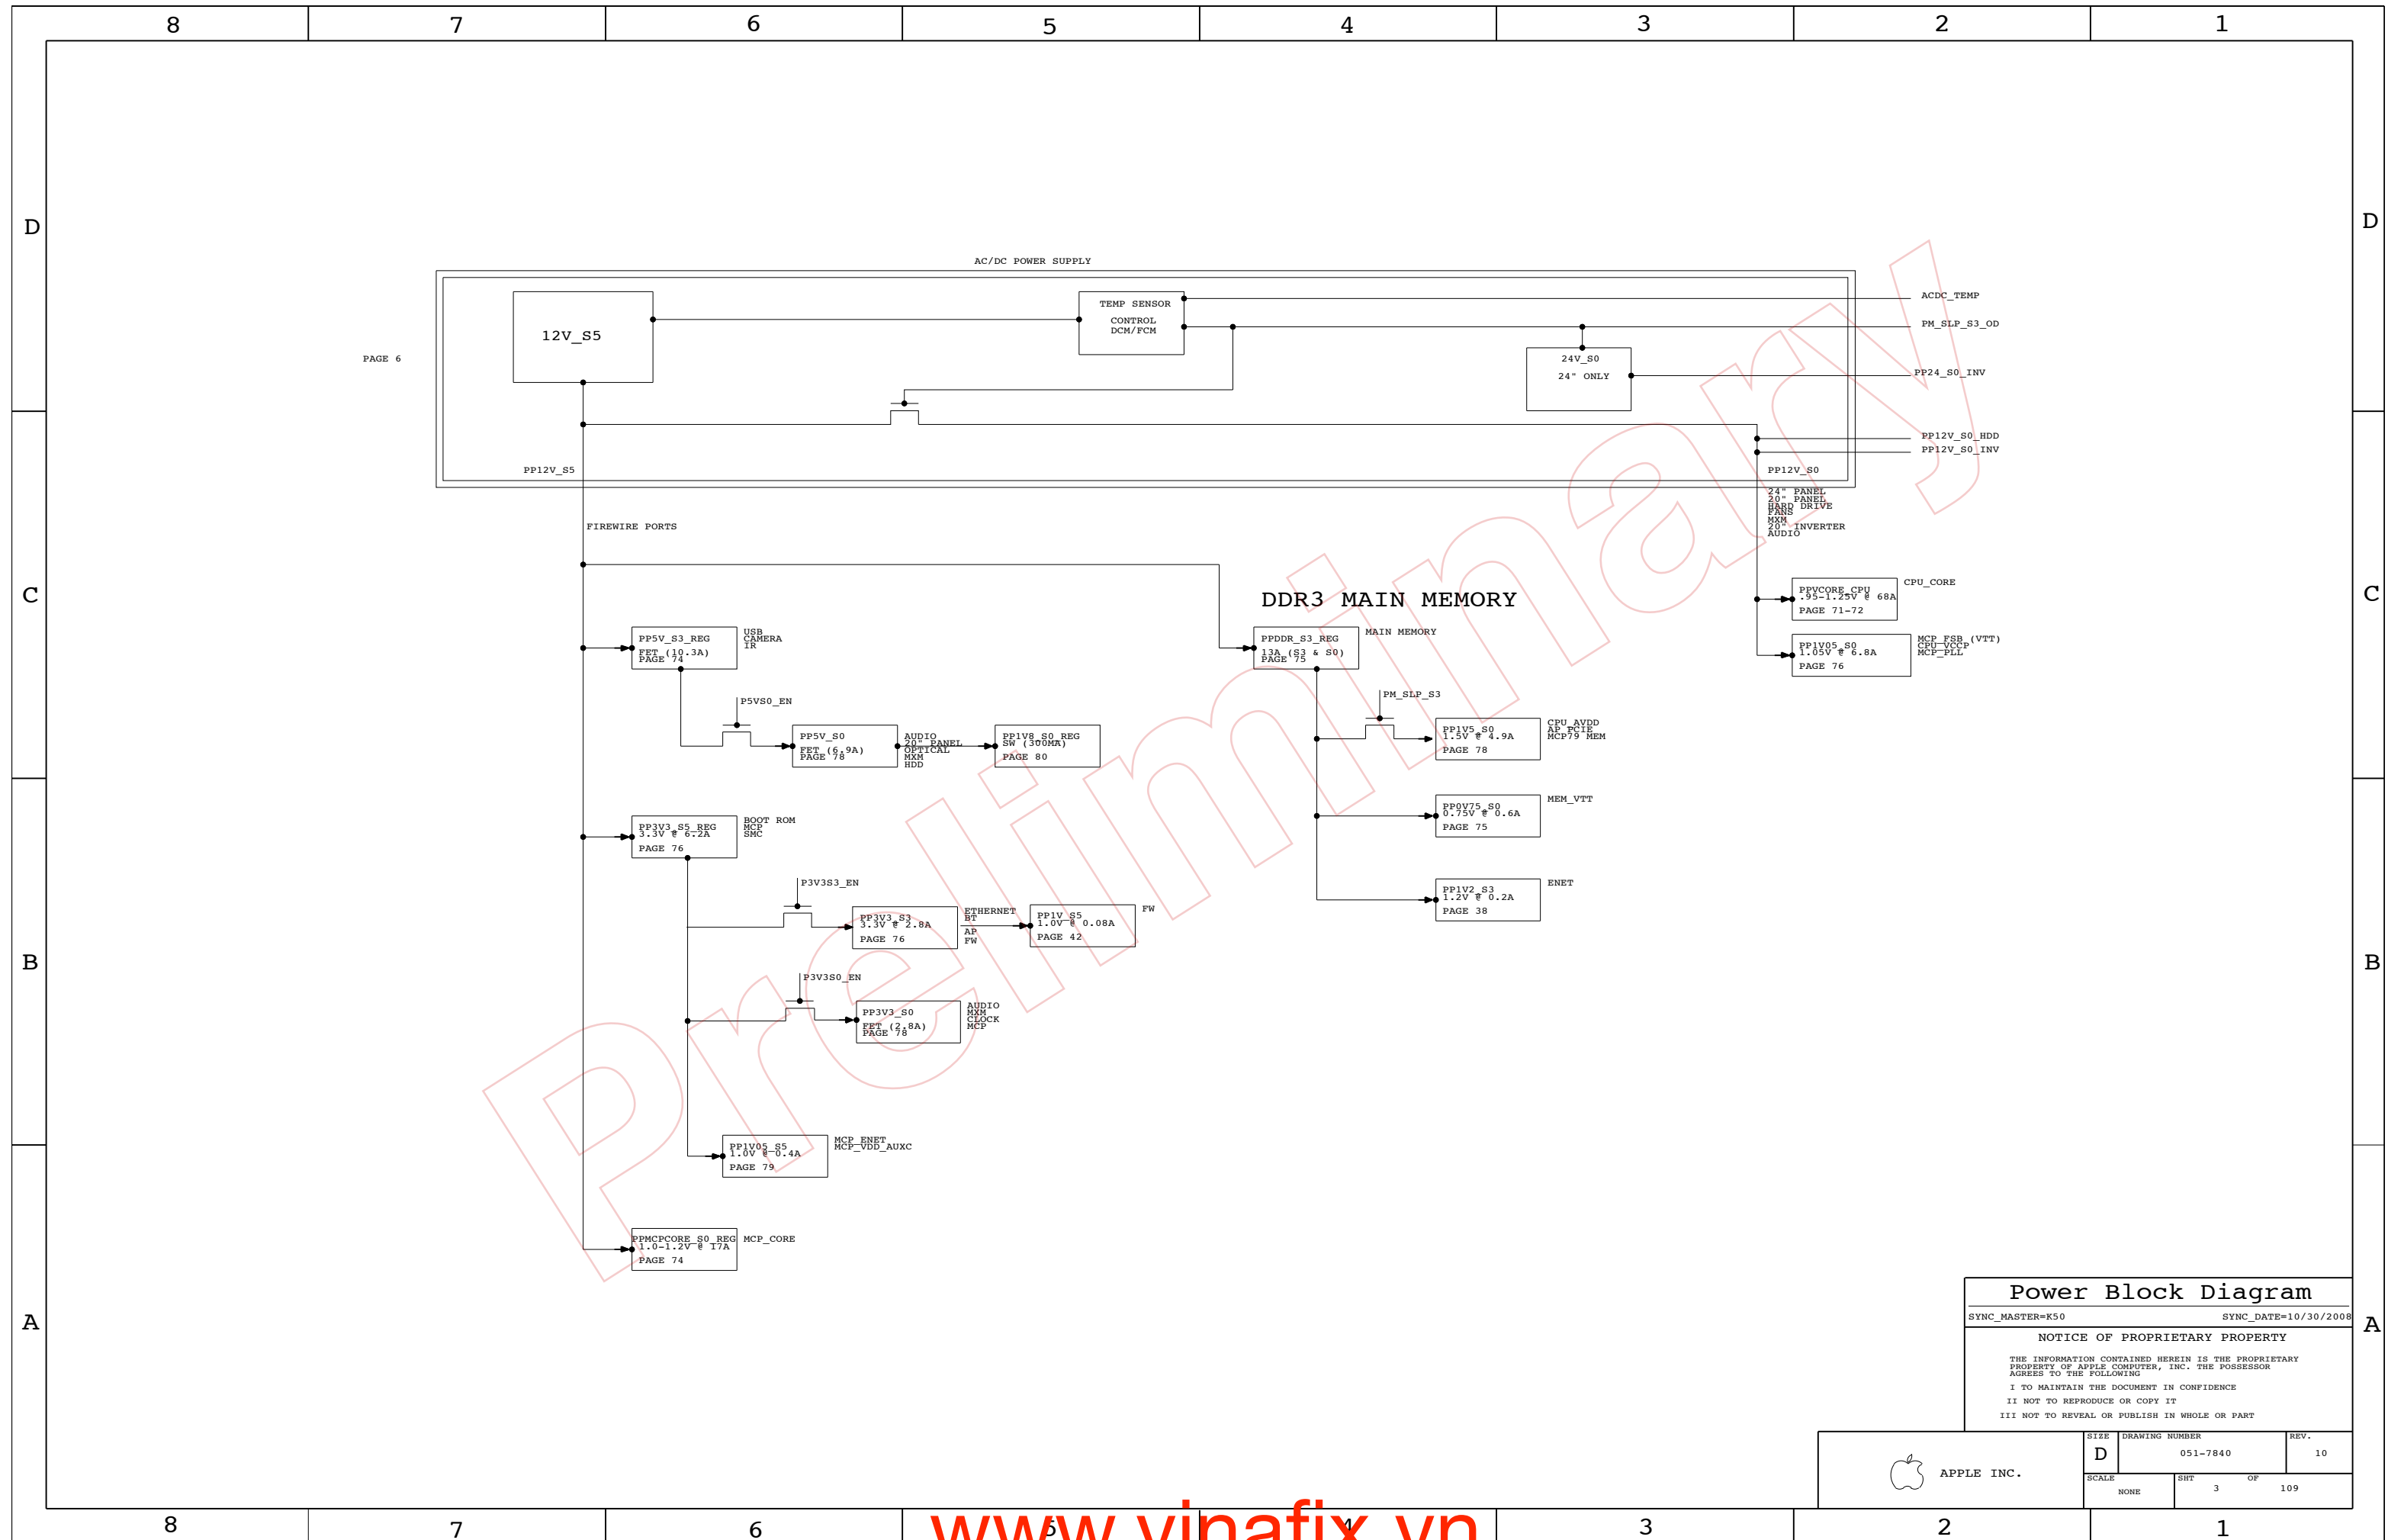 8 7 6 5 4 3 2 1
D D
AC/DC POWER SUPPLY
12V_S5
TEMP SENSOR
CONTROL
DCM/FCM
ACDC_TEMP
PM_SLP_S3_OD
PAGE 6
24V_S0
24" ONLY
PP24_S0_INV
PP12V_S0_HDD
PP12V_S0_INV
PP12V_S5
PP12V_S0
24" PANEL
20" PANEL
HARD DRIVE
FANS
MXM
20" INVERTER
AUDIO
FIREWIRE PORTS
C C
DDR3 MAIN MEMORY
PPVCORE_CPU
.95-1.25V @ 68A
PAGE 71-72
CPU_CORE
PP5V_S3_REG
FET (10.3A)
PAGE 74
USB
CAMERA
IR
PPDDR_S3_REG
13A (S3 & S0)
PAGE 75
MAIN MEMORY
PP1V05_S0
1.05V @ 6.8A
PAGE 76
MCP_FSB (VTT)
CPU_VCCP
MCP_PLL
P5VS0_EN
PM_SLP_S3
PP5V_S0
FET (6.9A)
PAGE 78
AUDIO
20" PANEL
OPTICAL
MXM
HDD
PP1V8_S0_REG
SW (300MA)
PAGE 80
PP1V5_S0
1.5V @ 4.9A
PAGE 78
CPU_AVDD
AP_PCIE
MCP79 MEM
PP3V3_S5_REG
3.3V @ 6.2A
PAGE 76
BOOT ROM
MCP
SMC
PP0V75_S0
0.75V @ 0.6A
PAGE 75
MEM_VTT
P3V3S3_EN
PP3V3_S3
3.3V @ 2.8A
PAGE 76
ETHERNET
BT
AP
FW
PP1V_S5
1.0V @ 0.08A
PAGE 42
FW
PP1V2_S3
1.2V @ 0.2A
PAGE 38
ENET
B B
P3V3S0_EN
PP3V3_S0
FET (2.8A)
PAGE 78
AUDIO
MXM
CLOCK
MCP
PP1V05_S5
1.0V @ 0.4A
PAGE 79
MCP_ENET
MCP_VDD_AUXC
PPMCPCORE_S0_REG
1.0-1.2V @ 17A
PAGE 74
MCP_CORE
Preliminary
A A
Power Block Diagram
SYNC_MASTER=K50 SYNC_DATE=10/30/2008
NOTICE OF PROPRIETARY PROPERTY
THE INFORMATION CONTAINED HEREIN IS THE PROPRIETARY
PROPERTY OF APPLE COMPUTER, INC. THE POSSESSOR
AGREES TO THE FOLLOWING
I TO MAINTAIN THE DOCUMENT IN CONFIDENCE
II NOT TO REPRODUCE OR COPY IT
III NOT TO REVEAL OR PUBLISH IN WHOLE OR PART
APPLE INC.
SIZE
D
DRAWING NUMBER
051-7840
REV.
10
SCALE
NONE
SHT OF
3 109
8 7 6 5 4 3 2 1
www.vinafix.vn